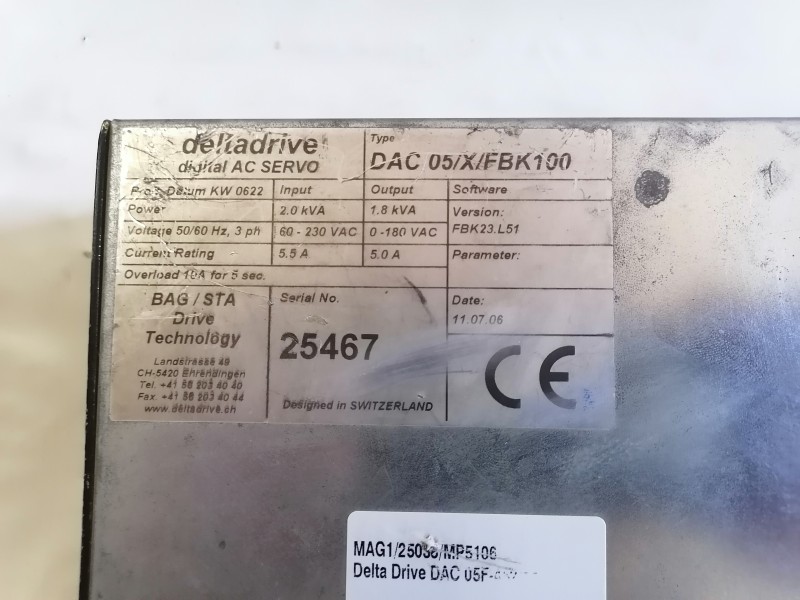 deltadrive
digital AC SERVO
Type
DAC 05/X/FBK100
Prod. Datum KW 0622
Input
Output
Software
Power
2.0 kVA
1.8 kVA
Version:
FBK23.L51
Voltage 50/60 Hz, 3 ph
60 - 230 VAC
0 -180 VAC
Current Rating
5.5 A
5.0 A
Parameter:
Overload 10A for 5 sec.
BAG / STA
Drive
Technology
Landstrasse 49
CH-5420 Ehrendingen
Tel. +41 56 203 40 40
Fax. +41 56 203 40 44
www.deltadrive.ch
Serial No.
25467
Designed in SWITZERLAND
Date:
11.07.06
CE
MAG1/25036/MP5106
Delta Drive DAC